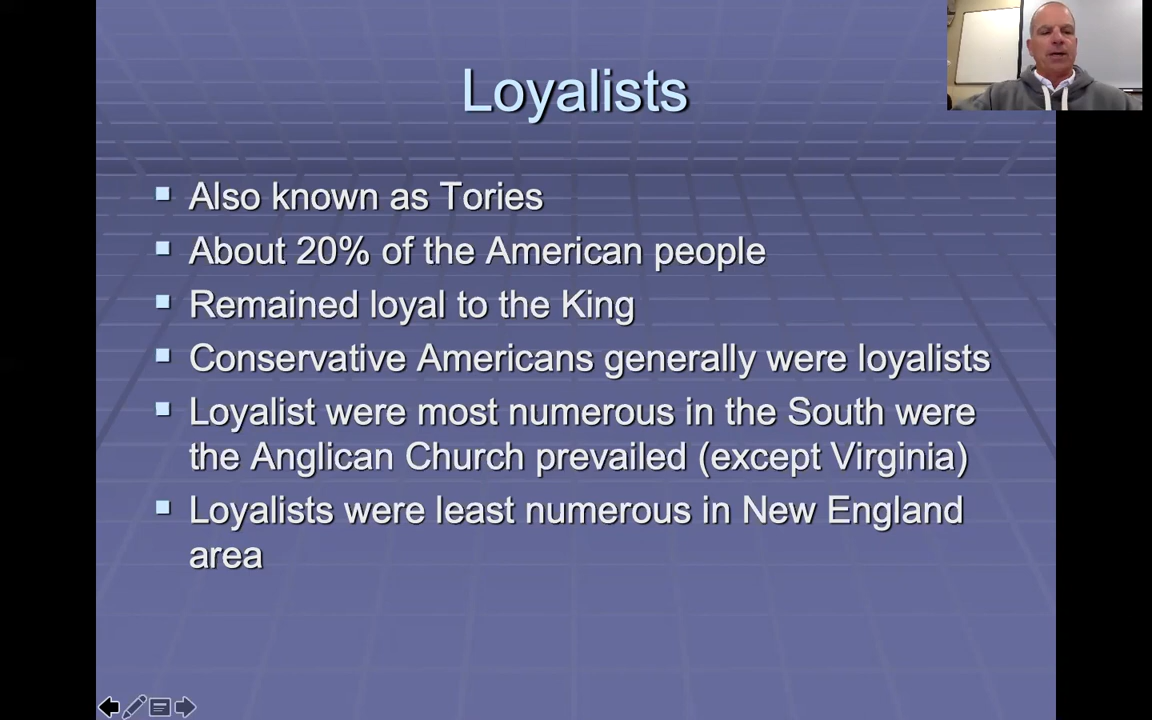 Loyalists
Also known as Tories
About 20% of the American people
Remained loyal to the King
Conservative Americans generally were loyalists
Loyalist were most numerous in the South were
the Anglican Church prevailed (except Virginia)
Loyalists were least numerous in New England
area